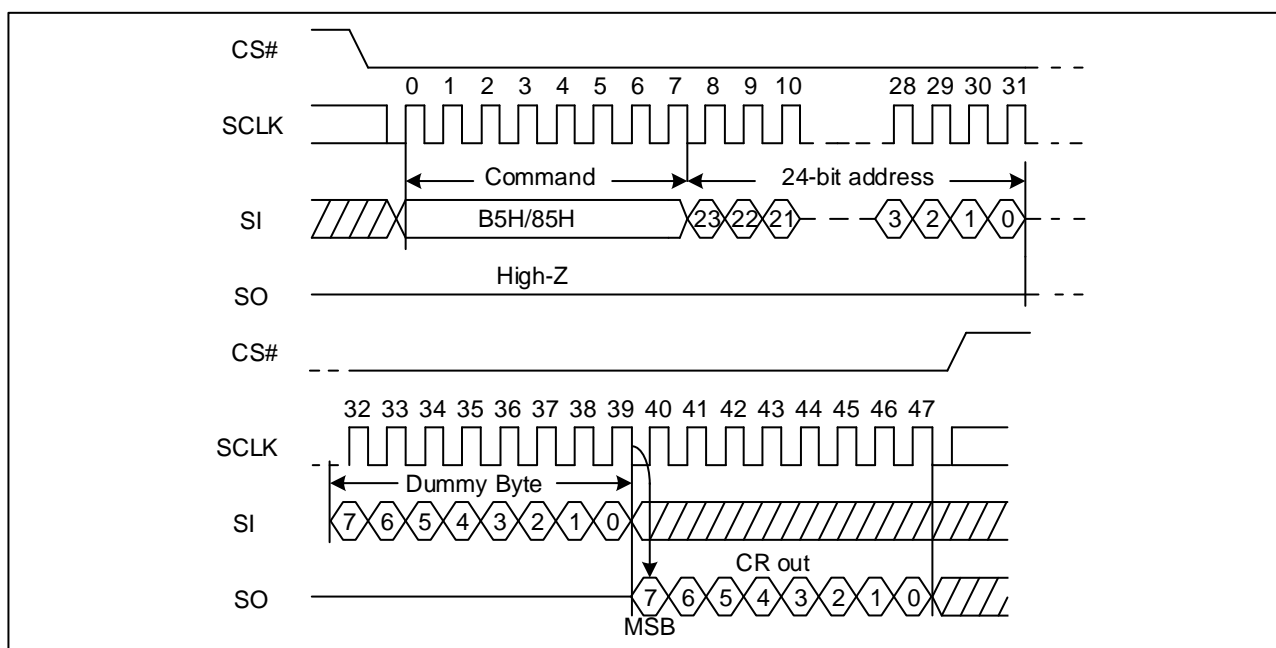 CS#
0 1 2 3 4 5 6 7 8 9 10 28 29 30 31
SCLK
Command 24-bit address
SI B5H/85H 23 22 21 3 2 1 0
High-Z
SO
CS#
32 33 34 35 36 37 38 39 40 41 42 43 44 45 46 47
SCLK
Dummy Byte
SI 7 6 5 4 3 2 1 0
CR out
SO 7 6 5 4 3 2 1 0
MSB